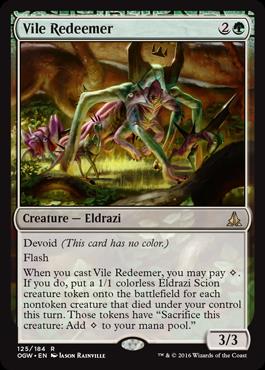 Vile Redeemer 2
Creature — Eldrazi
Devoid (This card has no color.)
Flash
When you cast Vile Redeemer, you may pay ◇.
If you do, put a 1/1 colorless Eldrazi Scion
creature token onto the battlefield for each
nontoken creature that died under your control
this turn. Those tokens have “Sacrifice this
creature: Add ◇ to your mana pool.”
3/3
125/184 R
OGW • EN Jason Rainville
™ & © 2016 Wizards of the Coast